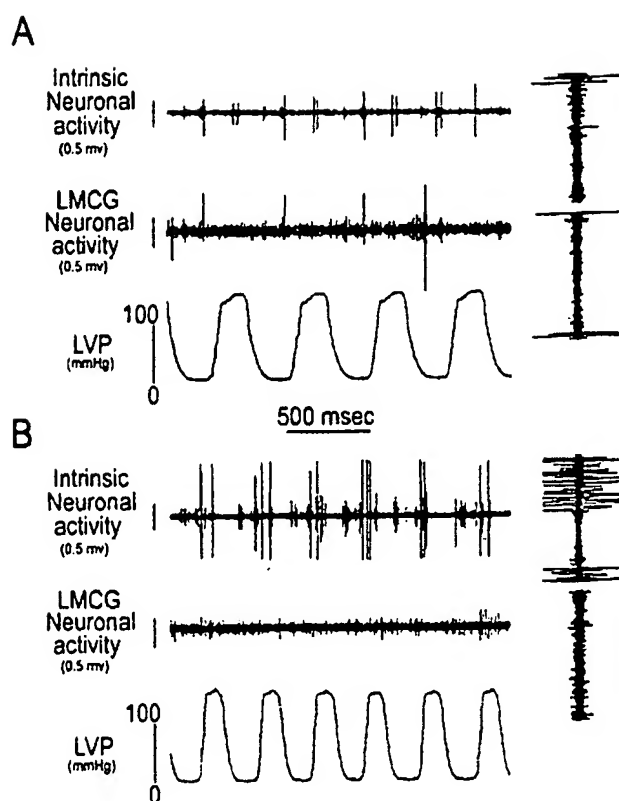 A
Intrinsic
Neuronal
activity
(0.5 mv)
LMCG
Neuronal
activity
(0.5 mv)
100
LVP
(mmHg)
0
500 msec
B
Intrinsic
Neuronal
activity
(0.5 mv)
LMCG
Neuronal
activity
(0.5 mv)
100
LVP
(mmHg)
0